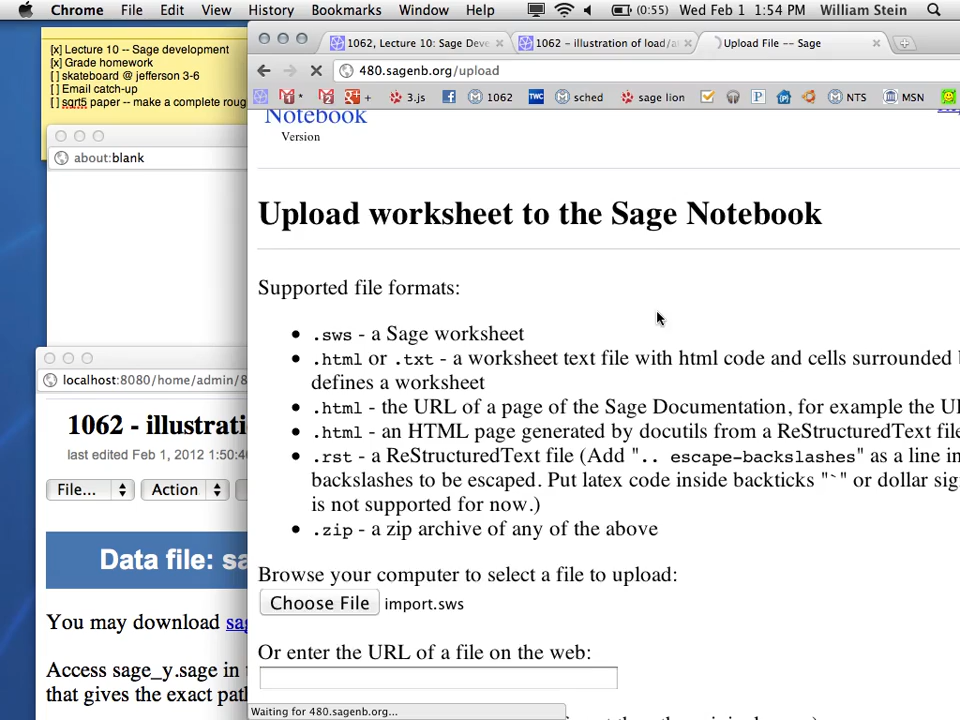 Chrome File Edit View History Bookmarks Window Help (0:55) Wed Feb 1 1:54 PM William Stein
[x] Lecture 10 -- Sage development
[x] Grade homework
[ ] skateboard @ jefferson 3-6
[ ] Email catch-up
[ ] sqrt5 paper -- make a complete roug
about:blank
1062, Lecture 10: Sage Deve
1062 - illustration of load/a
Upload File -- Sage
480.sagenb.org/upload
3.js 1062 sched sage lion NTS MSN
Notebook
Version
Upload worksheet to the Sage Notebook
Supported file formats:
.sws - a Sage worksheet
.html or .txt - a worksheet text file with html code and cells surrounded
defines a worksheet
.html - the URL of a page of the Sage Documentation, for example the
.html - an HTML page generated by docutils from a ReStructuredText file
.rst - a ReStructuredText file (Add ".. escape-backslashes" as a line in
backslashes to be escaped. Put latex code inside backticks "`" or dollar sig
is not supported for now.)
.zip - a zip archive of any of the above
Browse your computer to select a file to upload:
Choose File import.sws
Or enter the URL of a file on the web:
Waiting for 480.sagenb.org...
localhost:8080/home/admin/8
1062 - illustrati
last edited Feb 1, 2012 1:50:4
File... Action
Data file: sa
You may download sag
Access sage_y.sage in
that gives the exact pat